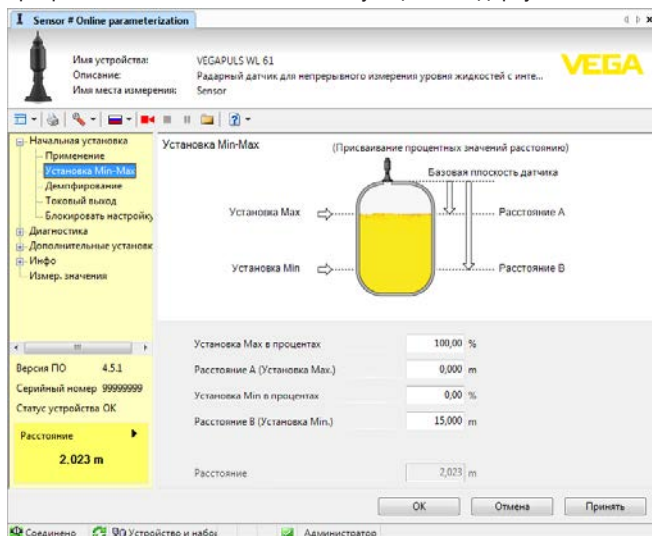 Sensor # Online parameterization
Имя устройства: VEGAPULS WL 61
Описание: Радарный датчик для непрерывного измерения уровня жидкостей с инте...
Имя места измерения: Sensor
VEGA
Начальная установка
Применение
Установка Min-Max
Демпфирование
Токовый выход
Блокировать настройку
Диагностика
Дополнительные установк
Инфо
Измер. значения
Версия ПО 4.5.1
Серийный номер 99999999
Статус устройства OK
Расстояние
2,023 m
Установка Min-Max
(Присваивание процентных значений расстоянию)
Базовая плоскость датчика
Установка Max
Расстояние A
Установка Min
Расстояние B
Установка Max в процентах 100,00 %
Расстояние A (Установка Max.) 0,000 m
Установка Min в процентах 0,00 %
Расстояние B (Установка Min.) 15,000 m
Расстояние 2,023 m
OK Отмена Принять
Соединено Устройство и набор Администратор